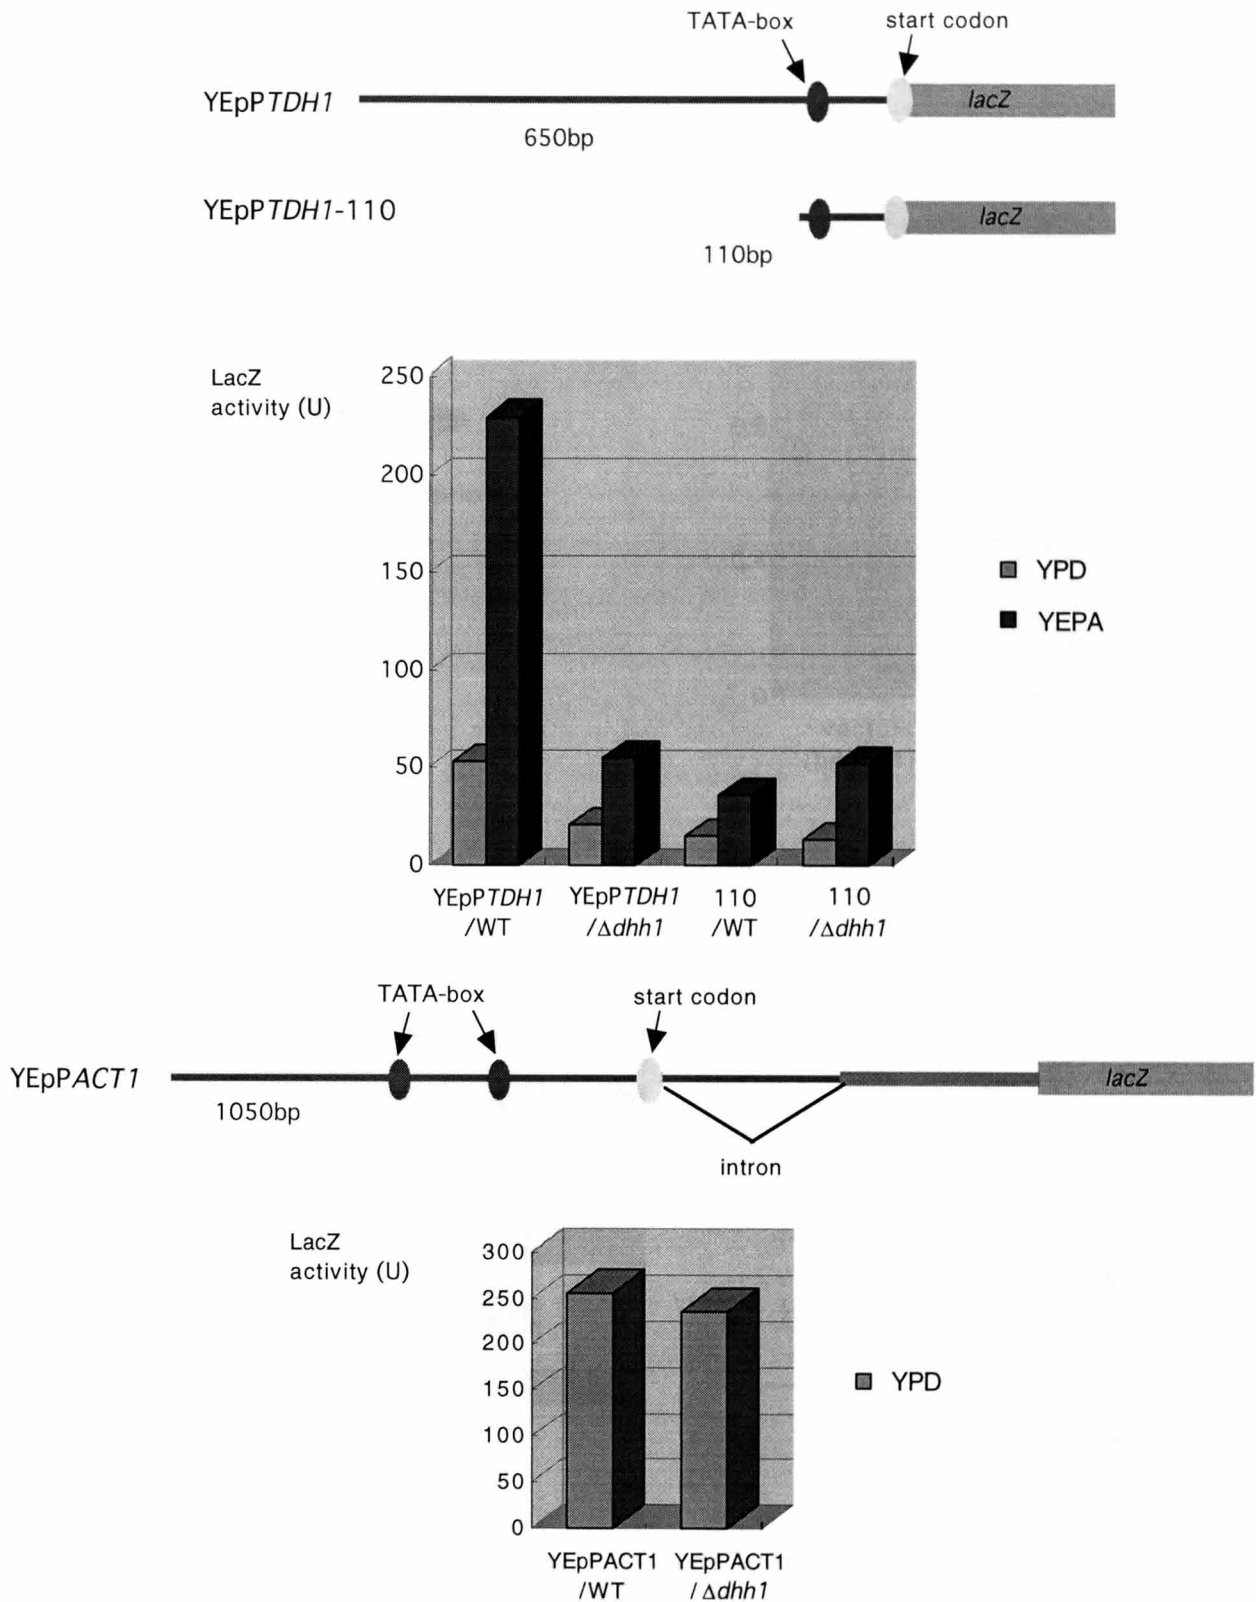 TATA-box start codon
YEpPTDH1 lacZ
650bp
YEpPTDH1-110 lacZ
110bp
LacZ
activity (U)
250
200
150
100
50
0
YPD
YEPA
YEpPTDH1
/WT
YEpPTDH1
/Δdhh1
110
/WT
110
/Δdhh1
TATA-box start codon
YEpPACT1 lacZ
1050bp
intron
LacZ
activity (U)
300
250
200
150
100
50
0
YPD
YEpPACT1
/WT
YEpPACT1
/Δdhh1